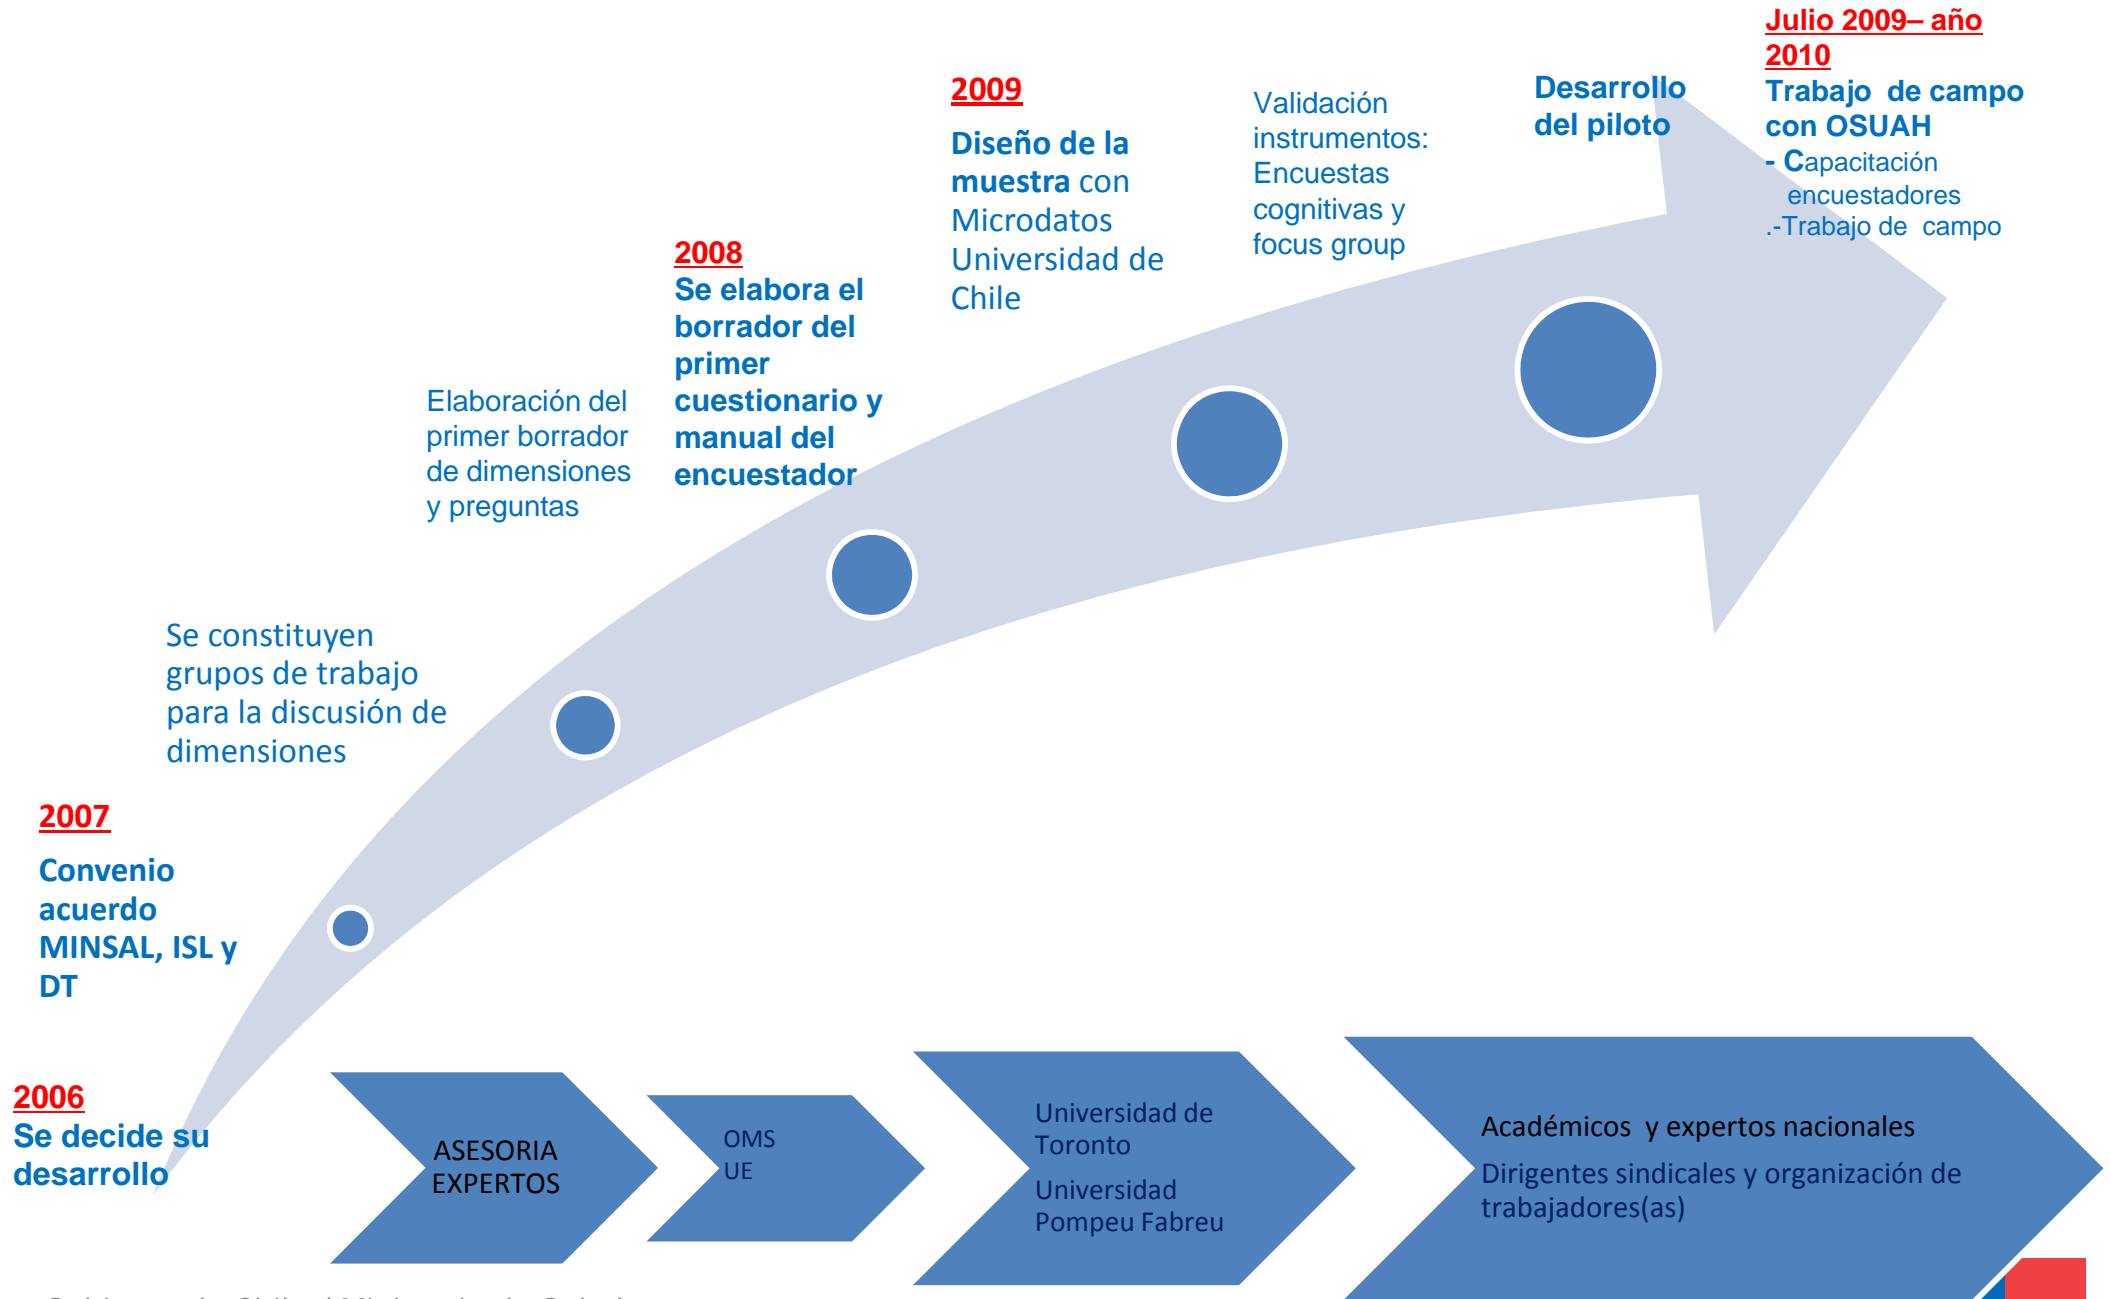 2006
Se decide su
desarrollo
2007
Convenio
acuerdo
MINSAL, ISL y
DT
Se constituyen
grupos de trabajo
para la discusión de
dimensiones
Elaboración del
primer borrador
de dimensiones
y preguntas
2008
Se elabora el
borrador del
primer
cuestionario y
manual del
encuestador
2009
Diseño de la
muestra con
Microdatos
Universidad de
Chile
Validación
instrumentos:
Encuestas
cognitivas y
focus group
Desarrollo
del piloto
Julio 2009– año
2010
Trabajo de campo
con OSUAH
- Capacitación
encuestadores
.-Trabajo de campo
ASESORIA
EXPERTOS
OMS
UE
Universidad de
Toronto
Universidad
Pompeu Fabreu
Académicos y expertos nacionales
Dirigentes sindicales y organización de
trabajadores(as)